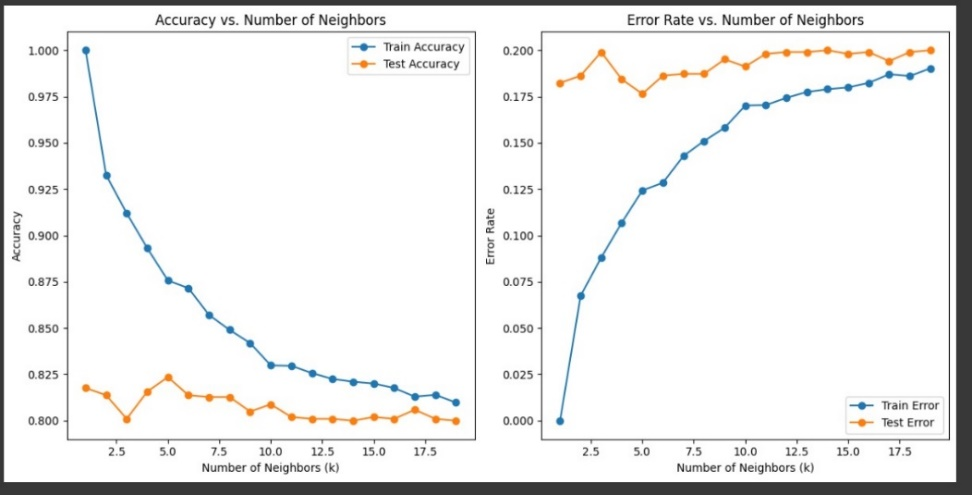 Accuracy vs. Number of Neighbors
1.000
0.975
0.950
0.925
0.900
0.875
0.850
0.825
0.800
Accuracy
Train Accuracy
Test Accuracy
2.5 5.0 7.5 10.0 12.5 15.0 17.5
Number of Neighbors (k)
Error Rate vs. Number of Neighbors
0.200
0.175
0.150
0.125
0.100
0.075
0.050
0.025
0.000
Error Rate
Train Error
Test Error
2.5 5.0 7.5 10.0 12.5 15.0 17.5
Number of Neighbors (k)